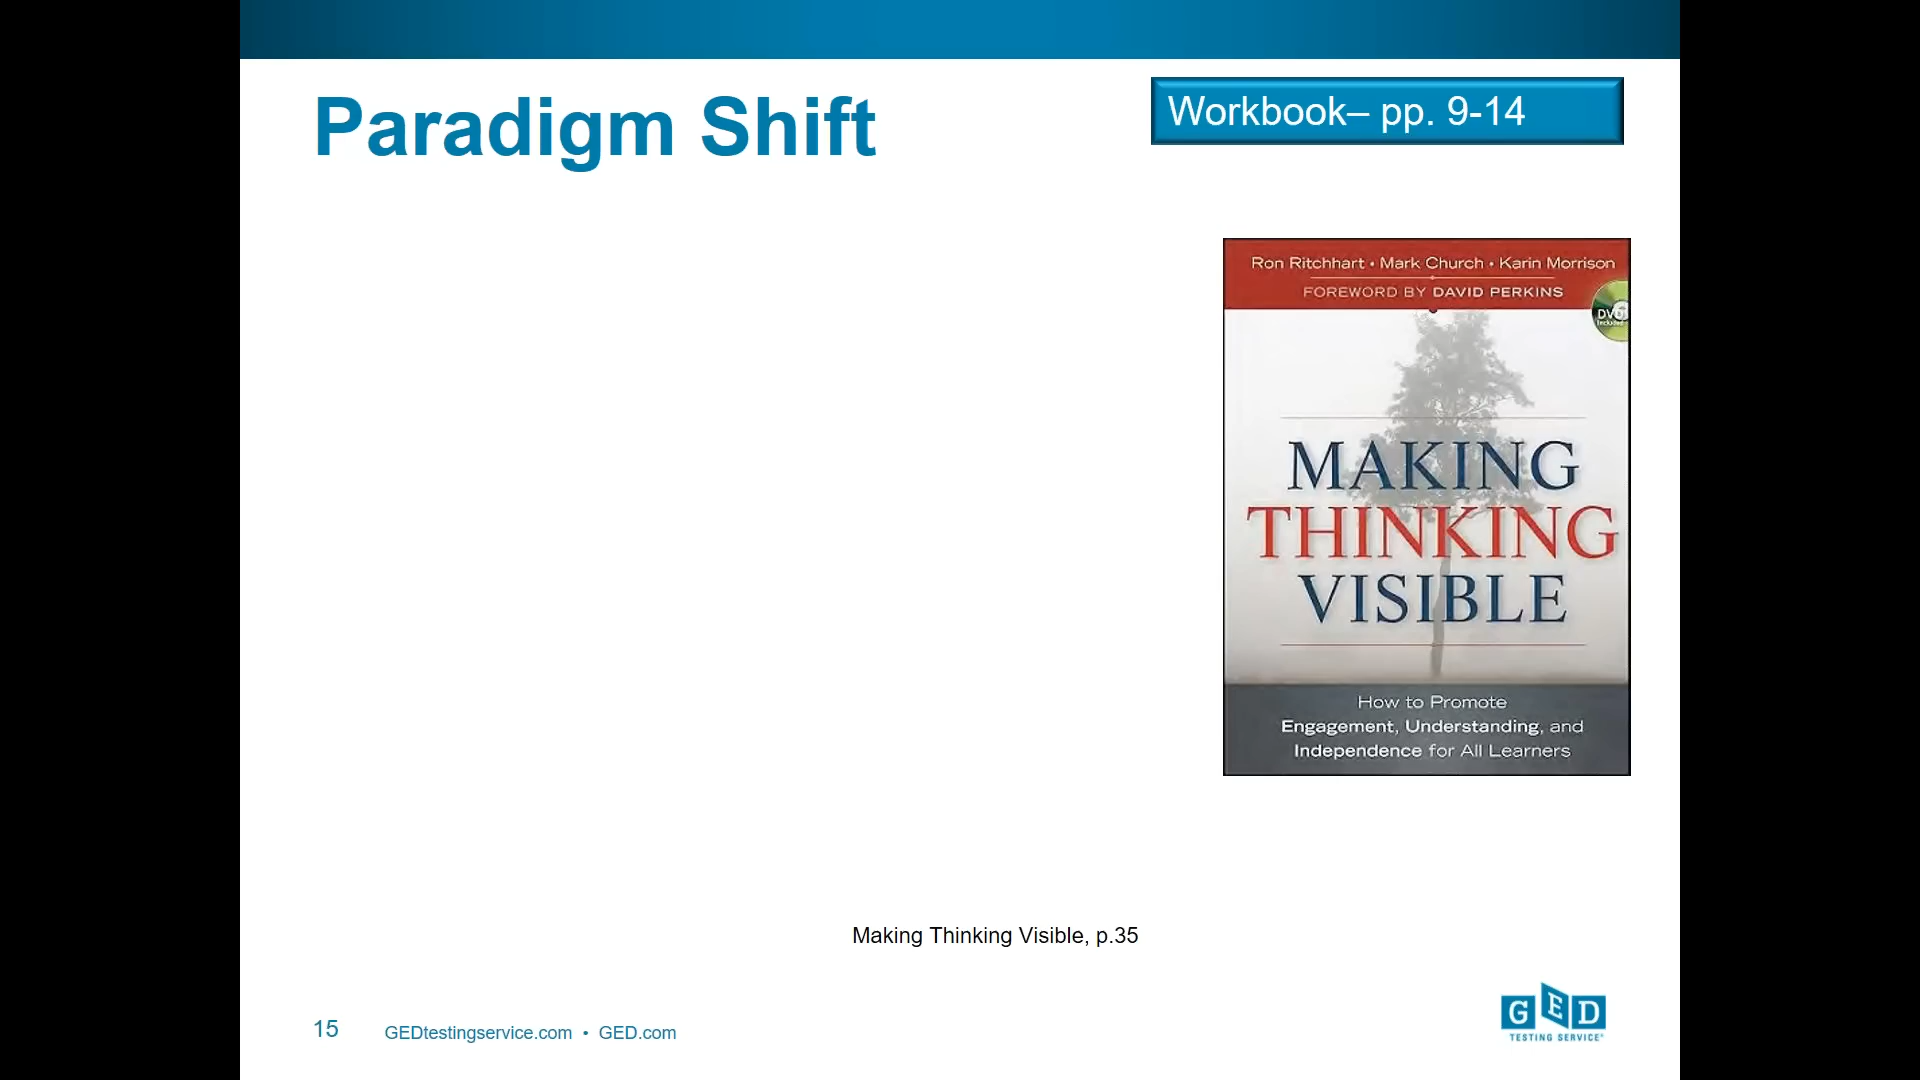 Paradigm Shift
Workbook– pp. 9-14
Ron Ritchhart • Mark Church • Karin Morrison
FOREWORD BY DAVID PERKINS
DVD
Included
MAKING
THINKING
VISIBLE
How to Promote
Engagement, Understanding, and
Independence for All Learners
Making Thinking Visible, p.35
15
GEDtestingservice.com • GED.com
GED
TESTING SERVICE®